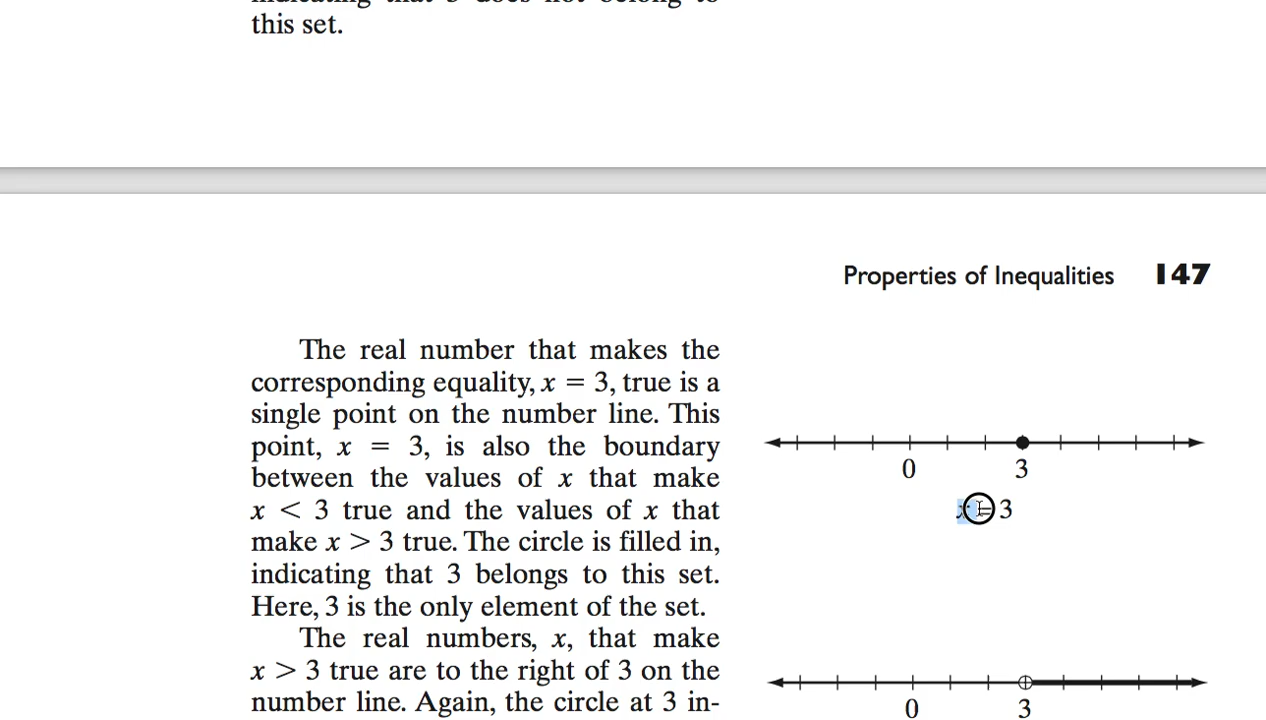 this set.
Properties of Inequalities 147
The real number that makes the
corresponding equality, x = 3, true is a
single point on the number line. This
point, x = 3, is also the boundary
between the values of x that make
x < 3 true and the values of x that
make x > 3 true. The circle is filled in,
indicating that 3 belongs to this set.
Here, 3 is the only element of the set.
The real numbers, x, that make
x > 3 true are to the right of 3 on the
number line. Again, the circle at 3 in-
0 3
x = 3
0 3